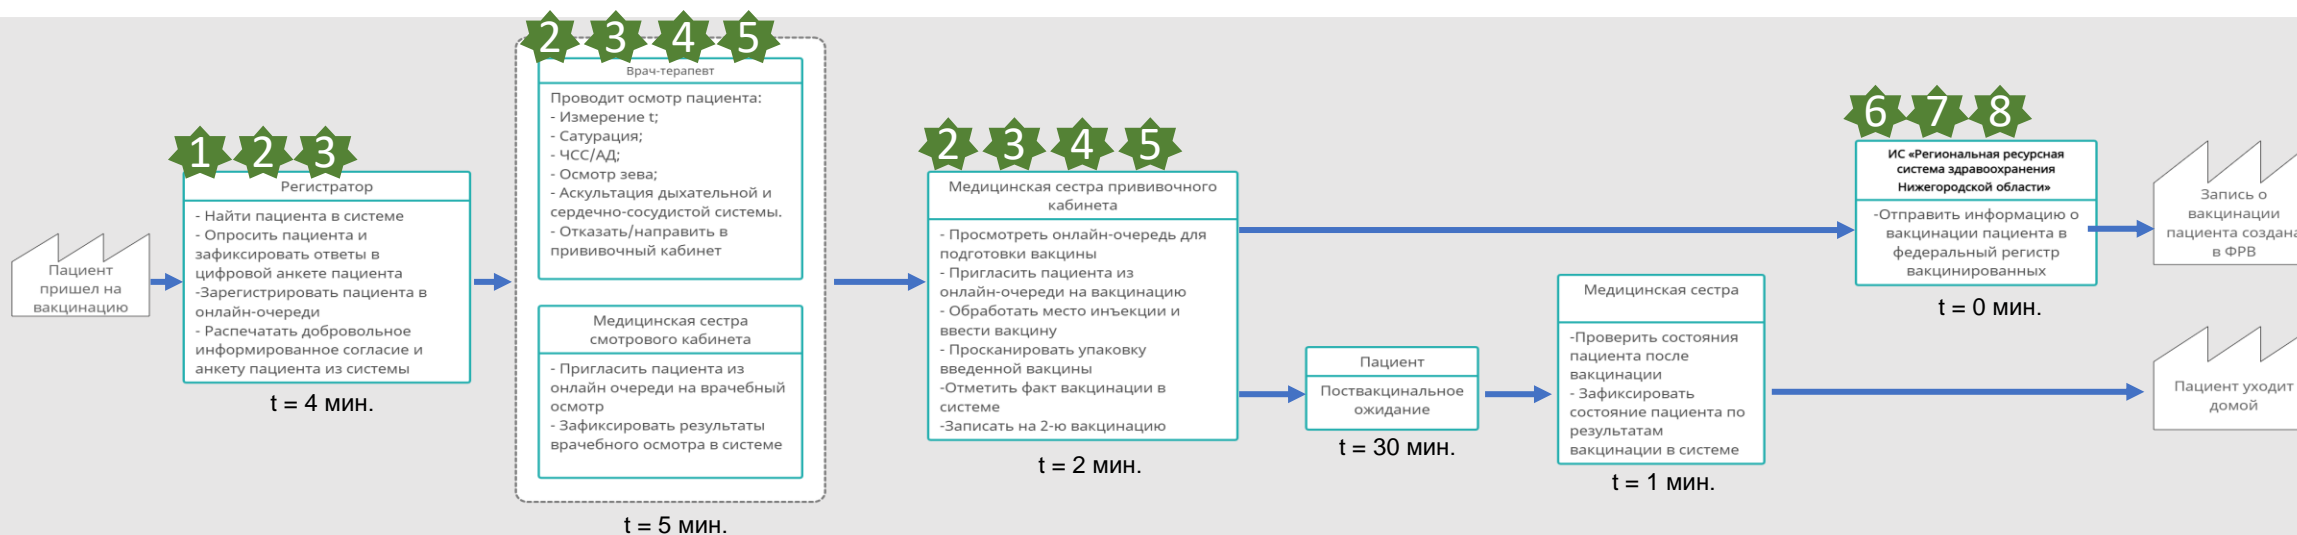 Пациент
пришел на
вакцинацию
1 2 3
Регистратор
- Найти пациента в системе
- Опросить пациента и
зафиксировать ответы в
цифровой анкете пациента
-Зарегистрировать пациента в
онлайн-очереди
- Распечатать добровольное
информированное согласие и
анкету пациента из системы
t = 4 мин.
2 3 4 5
Врач-терапевт
Проводит осмотр пациента:
- Измерение t;
- Сатурация;
- ЧСС/АД;
- Осмотр зева;
- Аскультация дыхательной и
сердечно-сосудистой системы.
- Отказать/направить в
прививочный кабинет
Медицинская сестра
смотрового кабинета
- Пригласить пациента из
онлайн очереди на врачебный
осмотр
- Зафиксировать результаты
врачебного осмотра в системе
t = 5 мин.
2 3 4 5
Медицинская сестра прививочного
кабинета
- Просмотреть онлайн-очередь для
подготовки вакцины
- Пригласить пациента из
онлайн-очереди на вакцинацию
- Обработать место инъекции и
ввести вакцину
- Просканировать упаковку
введенной вакцины
-Отметить факт вакцинации в
системе
-Записать на 2-ю вакцинацию
t = 2 мин.
Пациент
Поствакцинальное
ожидание
t = 30 мин.
Медицинская сестра
-Проверить состояния
пациента после
вакцинации
- Зафиксировать
состояние пациента по
результатам
вакцинации в системе
t = 1 мин.
6 7 8
ИС «Региональная ресурсная
система здравоохранения
Нижегородской области»
-Отправить информацию о
вакцинации пациента в
федеральный регистр
вакцинированных
t = 0 мин.
Запись о
вакцинации
пациента создана
в ФРВ
Пациент уходит
домой